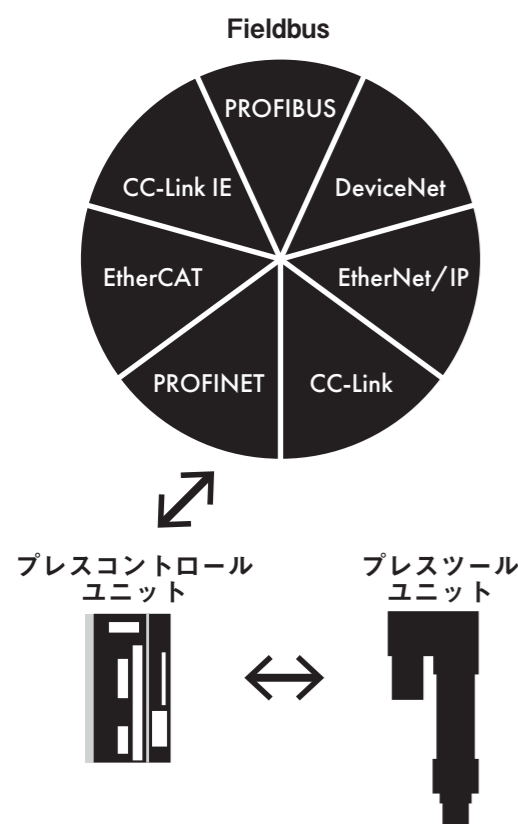 Fieldbus
PROFIBUS
CC-Link IE
DeviceNet
EtherCAT
EtherNet/IP
PROFINET
CC-Link
プレスコントロール
ユニット
プレスツール
ユニット